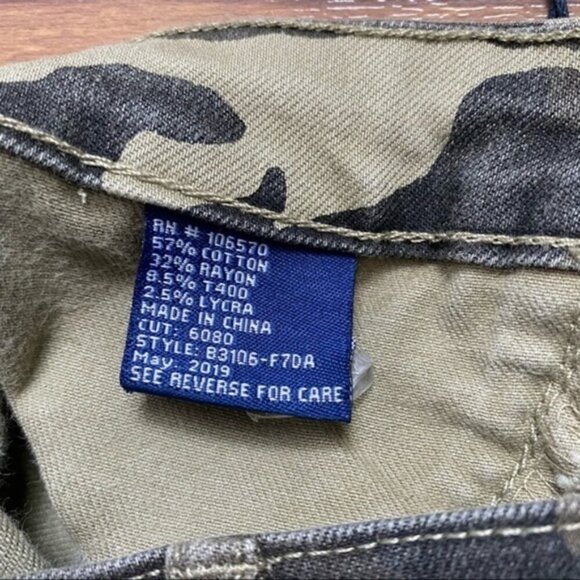 RN # 106570
57% COTTON
32% RAYON
8.5% T400
2.5% LYCRA
MADE IN CHINA
CUT: 6080
STYLE: B3106-F7DA
May. 2019
SEE REVERSE FOR CARE